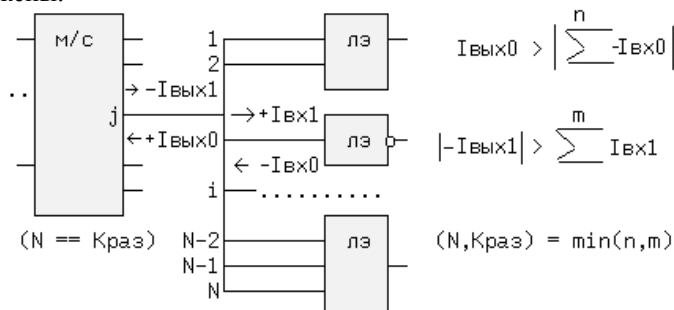 м/с
1
лэ
n
2
Iвых0 > |∑ -Iвх0|
..
→ -Iвых1
j
→+Iвх1
m
←+Iвых0
лэ
|-Iвых1| > ∑ Iвх1
← -Iвх0
i
..........
(N == Kраз)
N-2
лэ
(N,Kраз) = min(n,m)
N-1
N